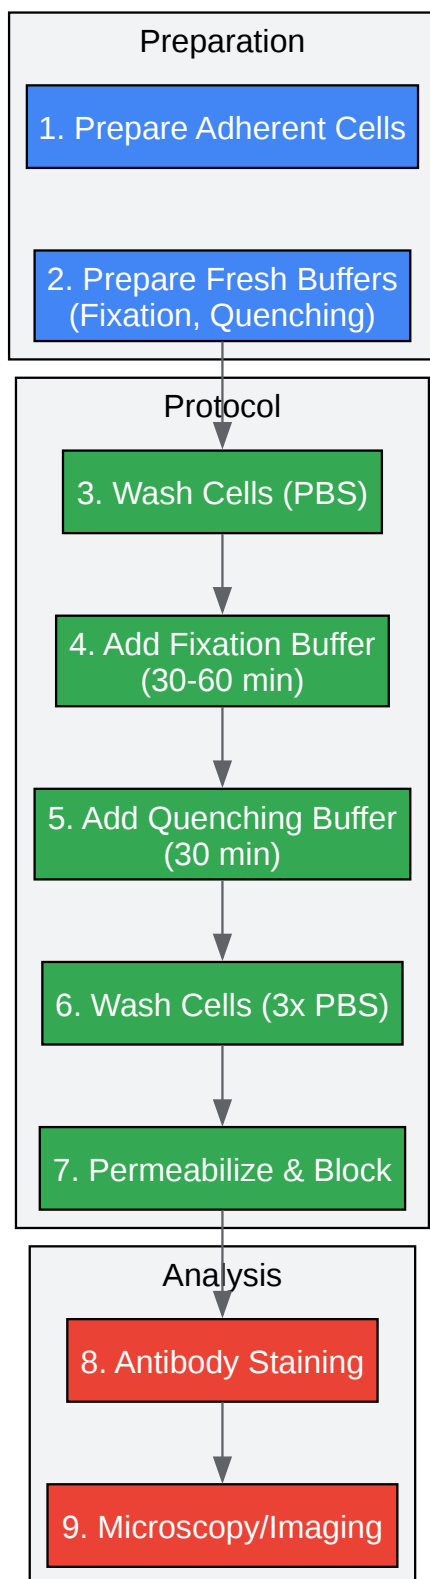 Preparation
1. Prepare Adherent Cells
2. Prepare Fresh Buffers
(Fixation, Quenching)
Protocol
3. Wash Cells (PBS)
4. Add Fixation Buffer
(30-60 min)
5. Add Quenching Buffer
(30 min)
6. Wash Cells (3x PBS)
7. Permeabilize & Block
Analysis
8. Antibody Staining
9. Microscopy/Imaging